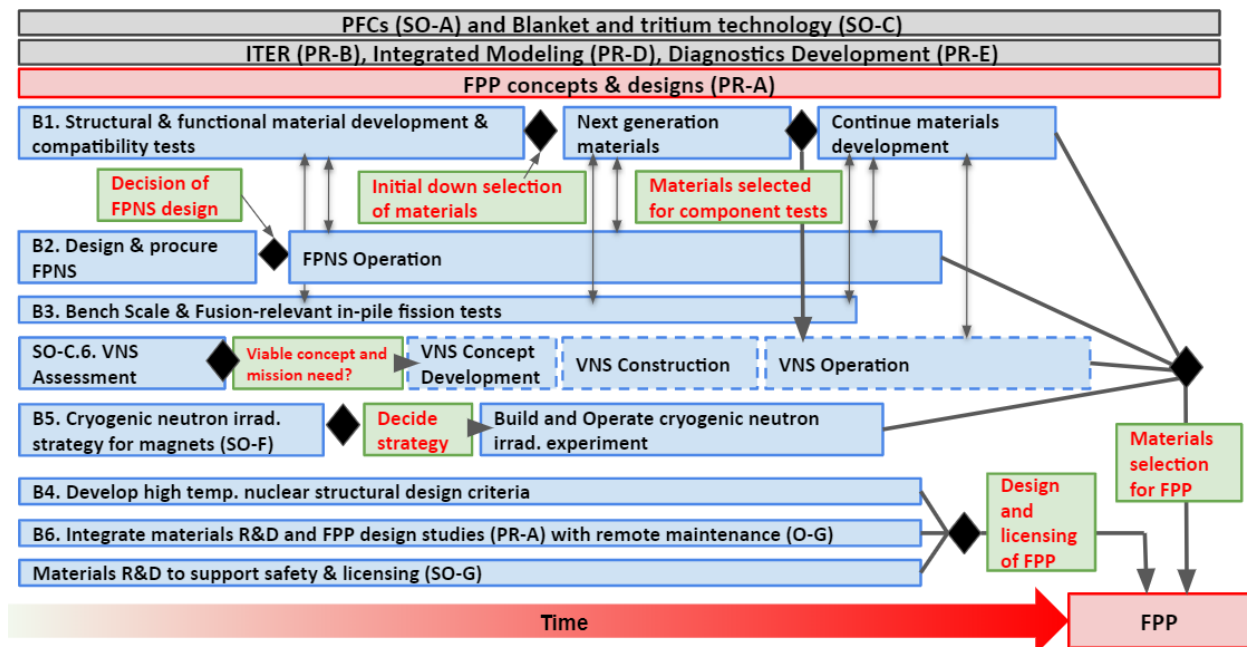 PFCs (SO-A) and Blanket and tritium technology (SO-C)
ITER (PR-B), Integrated Modeling (PR-D), Diagnostics Development (PR-E)
FPP concepts & designs (PR-A)
B1. Structural & functional material development &
compatibility tests
Next generation
materials
Continue materials
development
Decision of
FPNS design
Initial down selection
of materials
Materials selected
for component tests
B2. Design & procure
FPNS
FPNS Operation
B3. Bench Scale & Fusion-relevant in-pile fission tests
SO-C.6. VNS
Assessment
Viable concept and
mission need?
VNS Concept
Development
VNS Construction
VNS Operation
B5. Cryogenic neutron irrad.
strategy for magnets (SO-F)
Decide
strategy
Build and Operate cryogenic neutron
irrad. experiment
Materials
selection
for FPP
B4. Develop high temp. nuclear structural design criteria
B6. Integrate materials R&D and FPP design studies (PR-A) with remote maintenance (O-G)
Materials R&D to support safety & licensing (SO-G)
Design
and
licensing
of FPP
Time
FPP